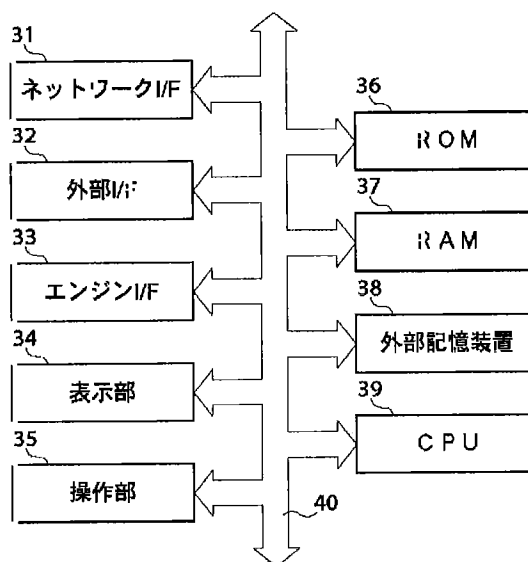 31
ネットワークI/F
32
外部I/F
33
エンジンI/F
34
表示部
35
操作部
36
ROM
37
RAM
38
外部記憶装置
39
CPU
40